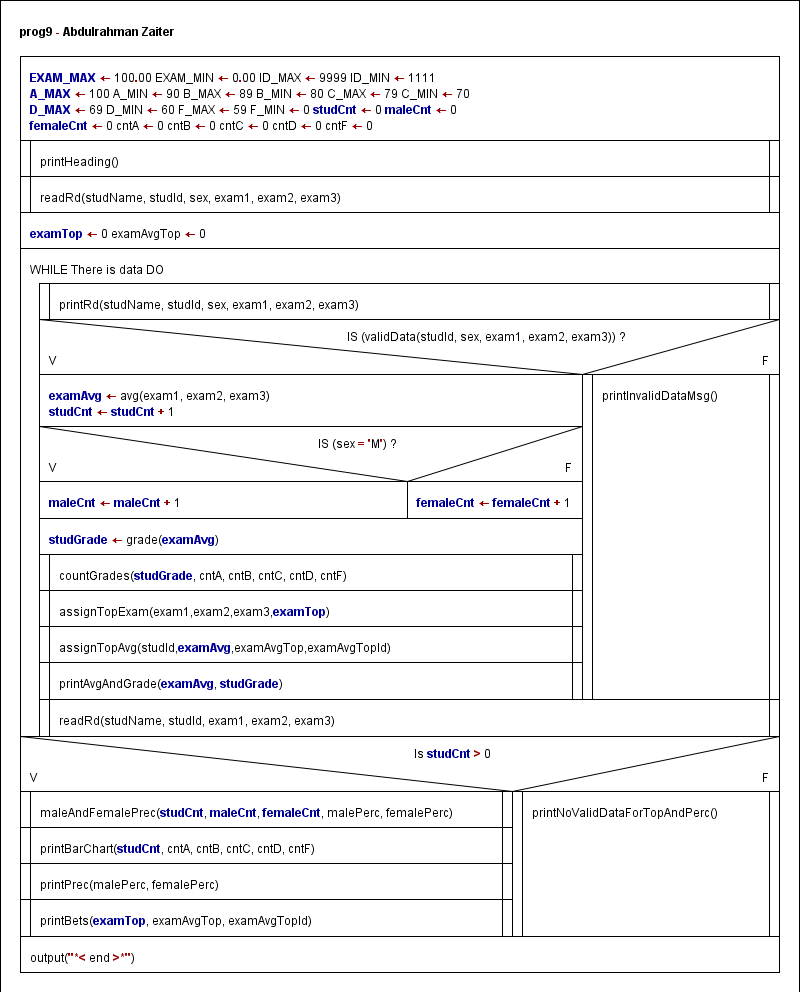 prog9 - Abdulrahman Zaiter
EXAM_MAX ← 100.00 EXAM_MIN ← 0.00 ID_MAX ← 9999 ID_MIN ← 1111
A_MAX ← 100 A_MIN ← 90 B_MAX ← 89 B_MIN ← 80 C_MAX ← 79 C_MIN ← 70
D_MAX ← 69 D_MIN ← 60 F_MAX ← 59 F_MIN ← 0 studCnt ← 0 maleCnt ← 0
femaleCnt ← 0 cntA ← 0 cntB ← 0 cntC ← 0 cntD ← 0 cntF ← 0
printHeading()
readRd(studName, studId, sex, exam1, exam2, exam3)
examTop ← 0 examAvgTop ← 0
WHILE There is data DO
printRd(studName, studId, sex, exam1, exam2, exam3)
IS (validData(studId, sex, exam1, exam2, exam3)) ?
V F
examAvg ← avg(exam1, exam2, exam3)
studCnt ← studCnt + 1
printInvalidDataMsg()
IS (sex = 'M') ?
V F
maleCnt ← maleCnt + 1
femaleCnt ← femaleCnt + 1
studGrade ← grade(examAvg)
countGrades(studGrade, cntA, cntB, cntC, cntD, cntF)
assignTopExam(exam1,exam2,exam3,examTop)
assignTopAvg(studId,examAvg,examAvgTop,examAvgTopId)
printAvgAndGrade(examAvg, studGrade)
readRd(studName, studId, exam1, exam2, exam3)
Is studCnt > 0
V F
maleAndFemalePrec(studCnt, maleCnt, femaleCnt, malePerc, femalePerc)
printNoValidDataForTopAndPerc()
printBarChart(studCnt, cntA, cntB, cntC, cntD, cntF)
printPrec(malePerc, femalePerc)
printBets(examTop, examAvgTop, examAvgTopId)
output("*< end >*")